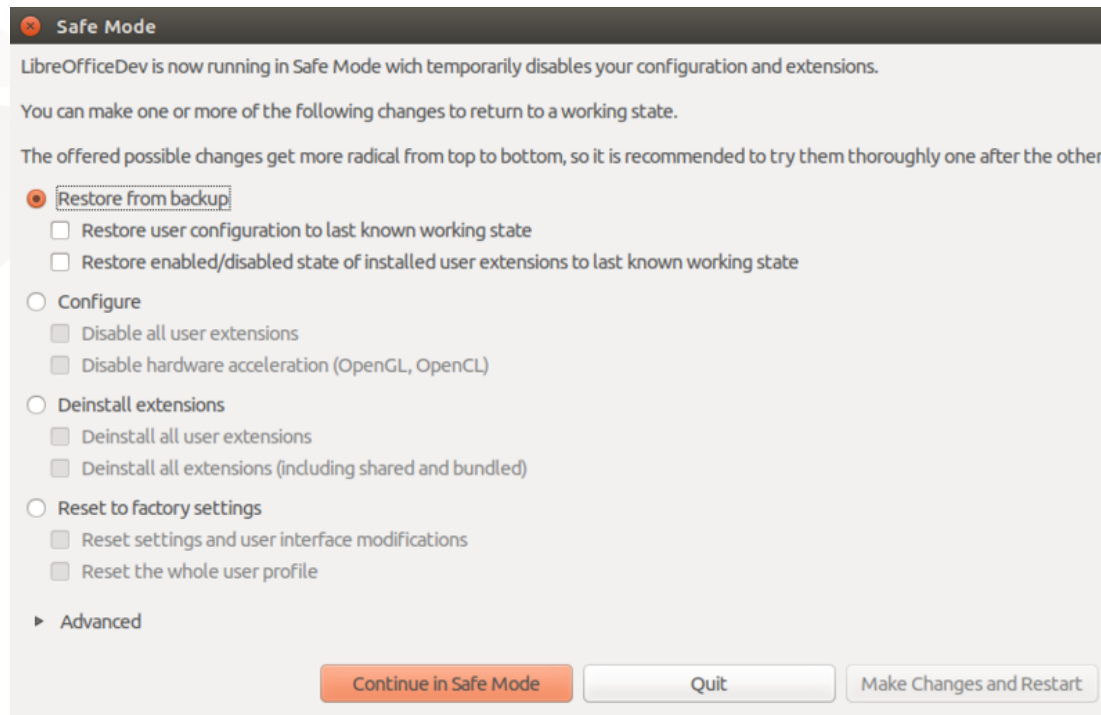 Safe Mode
LibreOfficeDev is now running in Safe Mode wich temporarily disables your configuration and extensions.
You can make one or more of the following changes to return to a working state.
The offered possible changes get more radical from top to bottom, so it is recommended to try them thoroughly one after the other
Restore from backup
Restore user configuration to last known working state
Restore enabled/disabled state of installed user extensions to last known working state
Configure
Disable all user extensions
Disable hardware acceleration (OpenGL, OpenCL)
Deinstall extensions
Deinstall all user extensions
Deinstall all extensions (including shared and bundled)
Reset to factory settings
Reset settings and user interface modifications
Reset the whole user profile
Advanced
Continue in Safe Mode Quit Make Changes and Restart